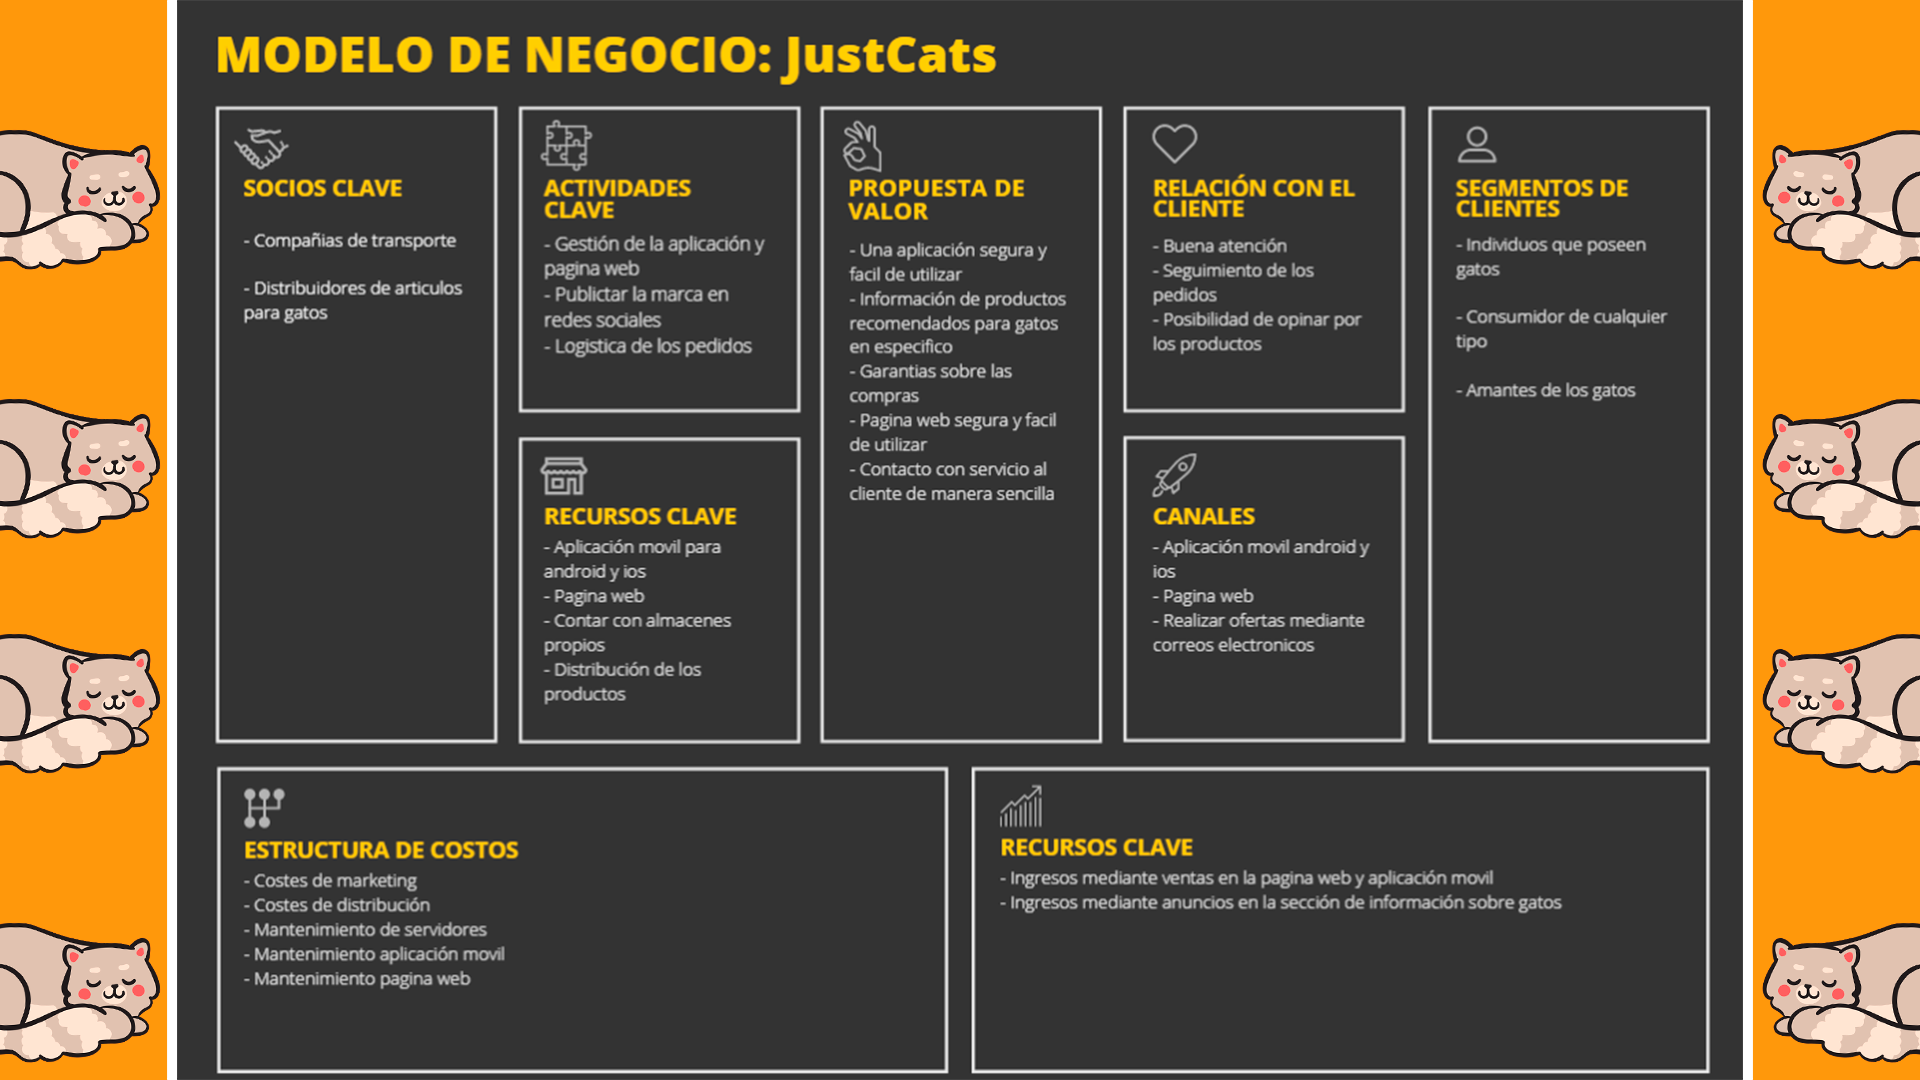 MODELO DE NEGOCIO: JustCats
SOCIOS CLAVE
- Compañias de transporte
- Distribuidores de articulos
para gatos
ACTIVIDADES
CLAVE
- Gestión de la aplicación y
pagina web
- Publictar la marca en
redes sociales
- Logistica de los pedidos
RECURSOS CLAVE
- Aplicación movil para
android y ios
- Pagina web
- Contar con almacenes
propios
- Distribución de los
productos
PROPUESTA DE
VALOR
- Una aplicación segura y
facil de utilizar
- Información de productos
recomendados para gatos
en especifico
- Garantias sobre las
compras
- Pagina web segura y facil
de utilizar
- Contacto con servicio al
cliente de manera sencilla
RELACIÓN CON EL
CLIENTE
- Buena atención
- Seguimiento de los
pedidos
- Posibilidad de opinar por
los productos
CANALES
- Aplicación movil android y
ios
- Pagina web
- Realizar ofertas mediante
correos electronicos
SEGMENTOS DE
CLIENTES
- Individuos que poseen
gatos
- Consumidor de cualquier
tipo
- Amantes de los gatos
ESTRUCTURA DE COSTOS
- Costes de marketing
- Costes de distribución
- Mantenimiento de servidores
- Mantenimiento aplicación movil
- Mantenimiento pagina web
RECURSOS CLAVE
- Ingresos mediante ventas en la pagina web y aplicación movil
- Ingresos mediante anuncios en la sección de información sobre gatos